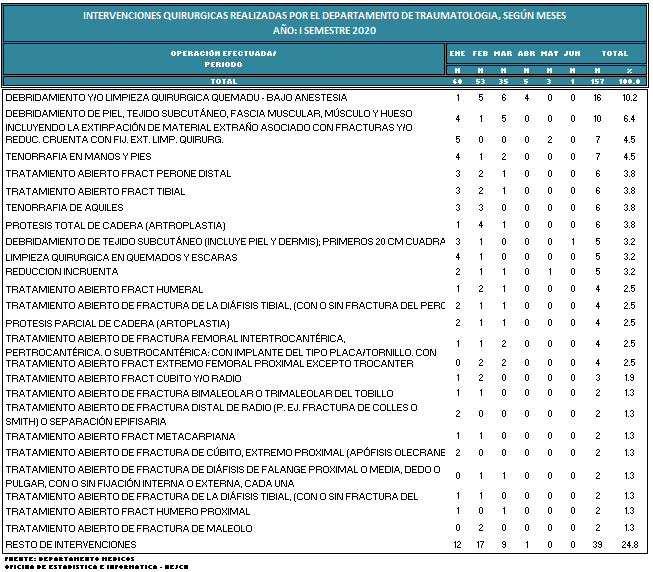 INTERVENCIONES QUIRURGICAS REALIZADAS POR EL DEPARTAMENTO DE TRAUMATOLOGIA, SEGÚN MESES
AÑO: I SEMESTRE 2020
OPERACIÓN EFECTUADA/ PERIODO ENE FEB MAR ABR MAY JUN TOTAL
N N N N N N N %
TOTAL 60 53 35 5 3 1 157 100.0
DEBRIDAMIENTO Y/O LIMPIEZA QUIRURGICA QUEMADU - BAJO ANESTESIA 1 5 6 4 0 0 16 10.2
DEBRIDAMIENTO DE PIEL, TEJIDO SUBCUTÁNEO, FASCIA MUSCULAR, MÚSCULO Y HUESO
INCLUYENDO LA EXTIRPACIÓN DE MATERIAL EXTRAÑO ASOCIADO CON FRACTURAS Y/O 4 1 5 0 0 0 10 6.4
REDUC. CRUENTA CON FIJ. EXT. LIMP. QUIRURG. 5 0 0 0 2 0 7 4.5
TENORRAFIA EN MANOS Y PIES 4 1 2 0 0 0 7 4.5
TRATAMIENTO ABIERTO FRACT PERONE DISTAL 3 2 1 0 0 0 6 3.8
TRATAMIENTO ABIERTO FRACT TIBIAL 3 2 1 0 0 0 6 3.8
TENORRAFIA DE AQUILES 3 3 0 0 0 0 6 3.8
PROTESIS TOTAL DE CADERA (ARTROPLASTIA) 1 4 1 0 0 0 6 3.8
DEBRIDAMIENTO DE TEJIDO SUBCUTÁNEO (INCLUYE PIEL Y DERMIS); PRIMEROS 20 CM CUADRA 3 1 0 0 0 1 5 3.2
LIMPIEZA QUIRURGICA EN QUEMADOS Y ESCARAS 4 1 0 0 0 0 5 3.2
REDUCCION INCRUENTA 2 1 1 0 1 0 5 3.2
TRATAMIENTO ABIERTO FRACT HUMERAL 1 2 1 0 0 0 4 2.5
TRATAMIENTO ABIERTO DE FRACTURA DE LA DIÁFISIS TIBIAL, (CON O SIN FRACTURA DEL PERO 2 1 1 0 0 0 4 2.5
PROTESIS PARCIAL DE CADERA (ARTOPLASTIA) 2 1 1 0 0 0 4 2.5
TRATAMIENTO ABIERTO DE FRACTURA FEMORAL INTERTROCANTÉRICA,
PERTROCANTÉRICA, O SUBTROCANTÉRICA; CON IMPLANTE DEL TIPO PLACA/TORNILLO, CON 1 1 2 0 0 0 4 2.5
TRATAMIENTO ABIERTO FRACT EXTREMO FEMORAL PROXIMAL EXCEPTO TROCANTER 0 2 2 0 0 0 4 2.5
TRATAMIENTO ABIERTO FRACT CUBITO Y/O RADIO 1 2 0 0 0 0 3 1.9
TRATAMIENTO ABIERTO DE FRACTURA BIMALEOLAR O TRIMALEOLAR DEL TOBILLO 1 1 0 0 0 0 2 1.3
TRATAMIENTO ABIERTO DE FRACTURA DISTAL DE RADIO (P. EJ. FRACTURA DE COLLES O
SMITH) O SEPARACIÓN EPIFISARIA 2 0 0 0 0 0 2 1.3
TRATAMIENTO ABIERTO FRACT METACARPIANA 1 1 0 0 0 0 2 1.3
TRATAMIENTO ABIERTO DE FRACTURA DE CÚBITO, EXTREMO PROXIMAL (APÓFISIS OLECRANE 2 0 0 0 0 0 2 1.3
TRATAMIENTO ABIERTO DE FRACTURA DE DIÁFISIS DE FALANGE PROXIMAL O MEDIA, DEDO O
PULGAR, CON O SIN FIJACIÓN INTERNA O EXTERNA, CADA UNA 0 1 1 0 0 0 2 1.3
TRATAMIENTO ABIERTO DE FRACTURA DE LA DIÁFISIS TIBIAL, (CON O SIN FRACTURA DEL 1 1 0 0 0 0 2 1.3
TRATAMIENTO ABIERTO FRACT HUMERO PROXIMAL 1 0 1 0 0 0 2 1.3
TRATAMIENTO ABIERTO DE FRACTURA DE MALEOLO 0 2 0 0 0 0 2 1.3
RESTO DE INTERVENCIONES 12 17 9 1 0 0 39 24.8
FUENTE: DEPARTAMENTO MEDICOS
OFICINA DE ESTADISTICA E INFORMATICA - HEJCU